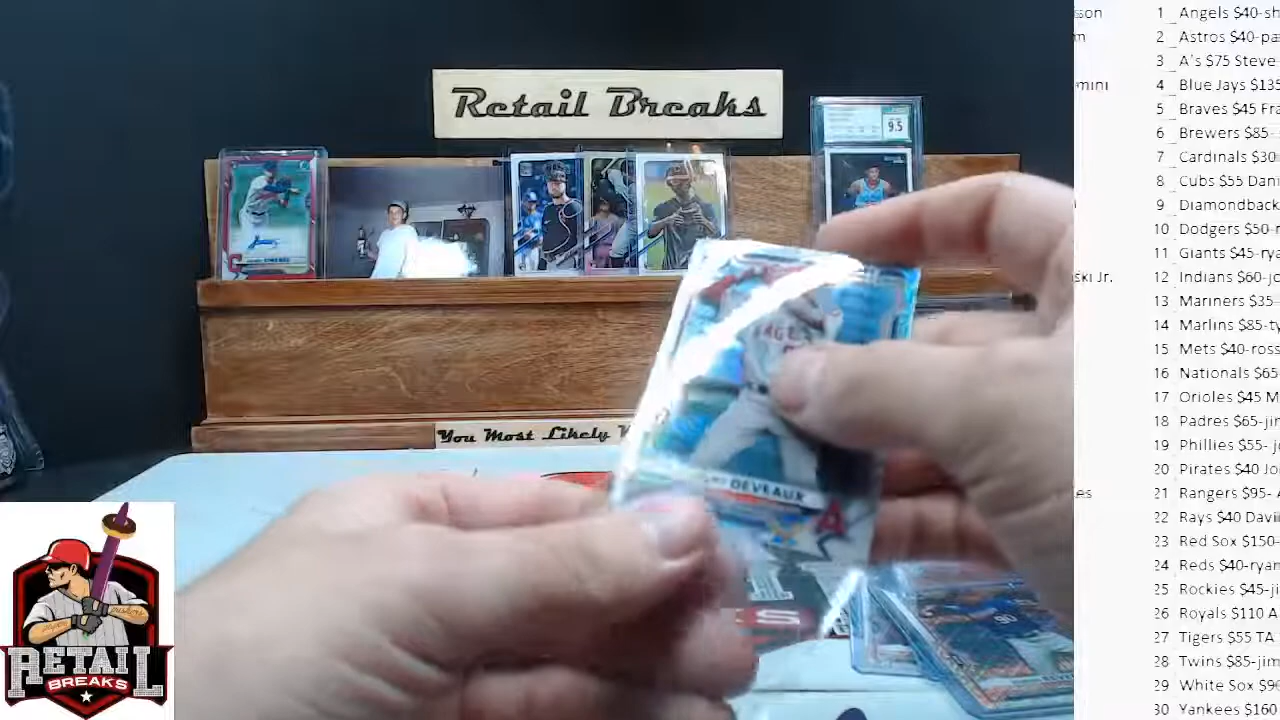 Retail Breaks
9.5
You Most Likely
DEVEAUX
A
S
RETAIL
BREAKS
sson
m
mini
ski Jr.
es
1 Angels $40-sh
2 Astros $40-pa
3 A's $75 Steve
4 Blue Jays $135
5 Braves $45
6 Brewers $89
7 Cardinals $50
8 Cubs $55 Dani
9 Diamondback
10 Dodgers $50
11 Giants $45-rya
12 Indians $60-j
13 Mariners $35-
14 Marlins $85-ty
15 Mets $40-ross
16 Nationals $65-
17 Orioles $45 M
18 Padres $65-jir
19 Phillies $55-jo
20 Pirates $40 Jo
21 Rangers $95-
22 Rays $40 Davi
23 Red Sox $150-
24 Reds $40-ryan
25 Rockies $45-ji
26 Royals $110 A
27 Tigers $55 TA
28 Twins $85-jim
29 White Sox $90
30 Yankees $160